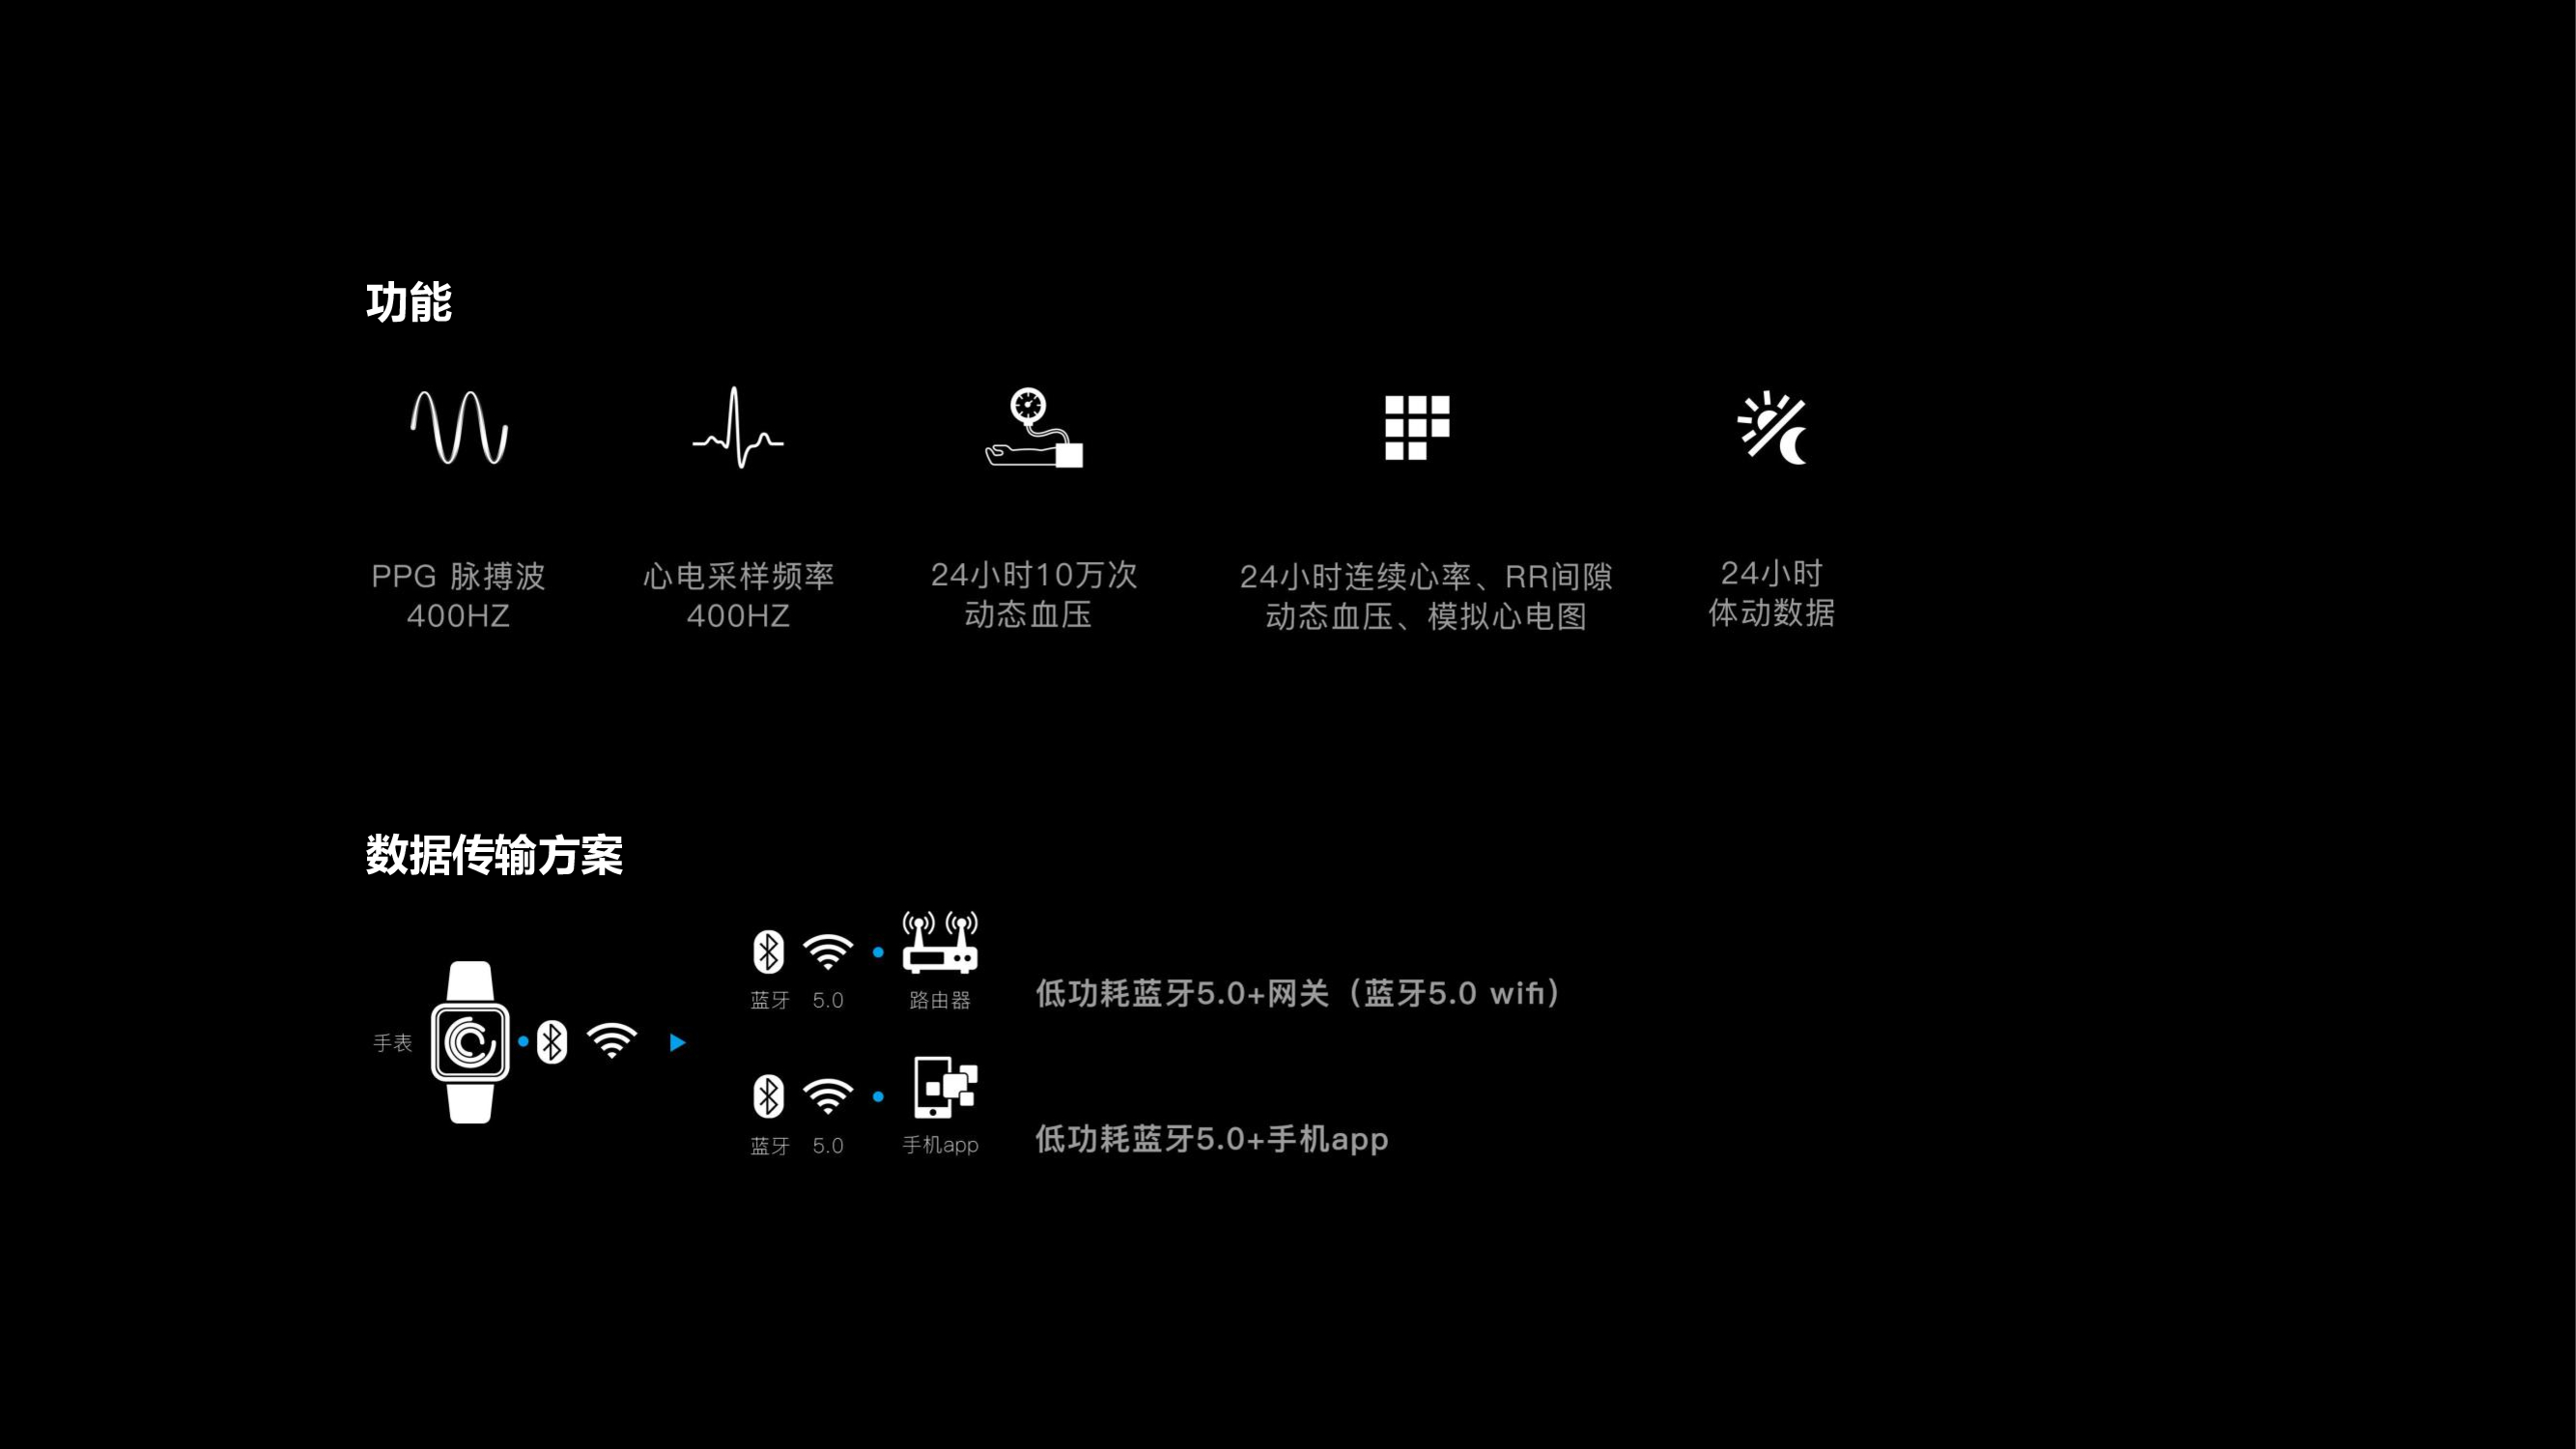 功能
PPG 脉搏波
400HZ
心电采样频率
400HZ
24小时10万次
动态血压
24小时连续心率、RR间隙
动态血压、模拟心电图
24小时
体动数据
数据传输方案
手表
蓝牙 5.0
路由器
低功耗蓝牙5.0+网关（蓝牙5.0 wifi）
蓝牙 5.0
手机app
低功耗蓝牙5.0+手机app